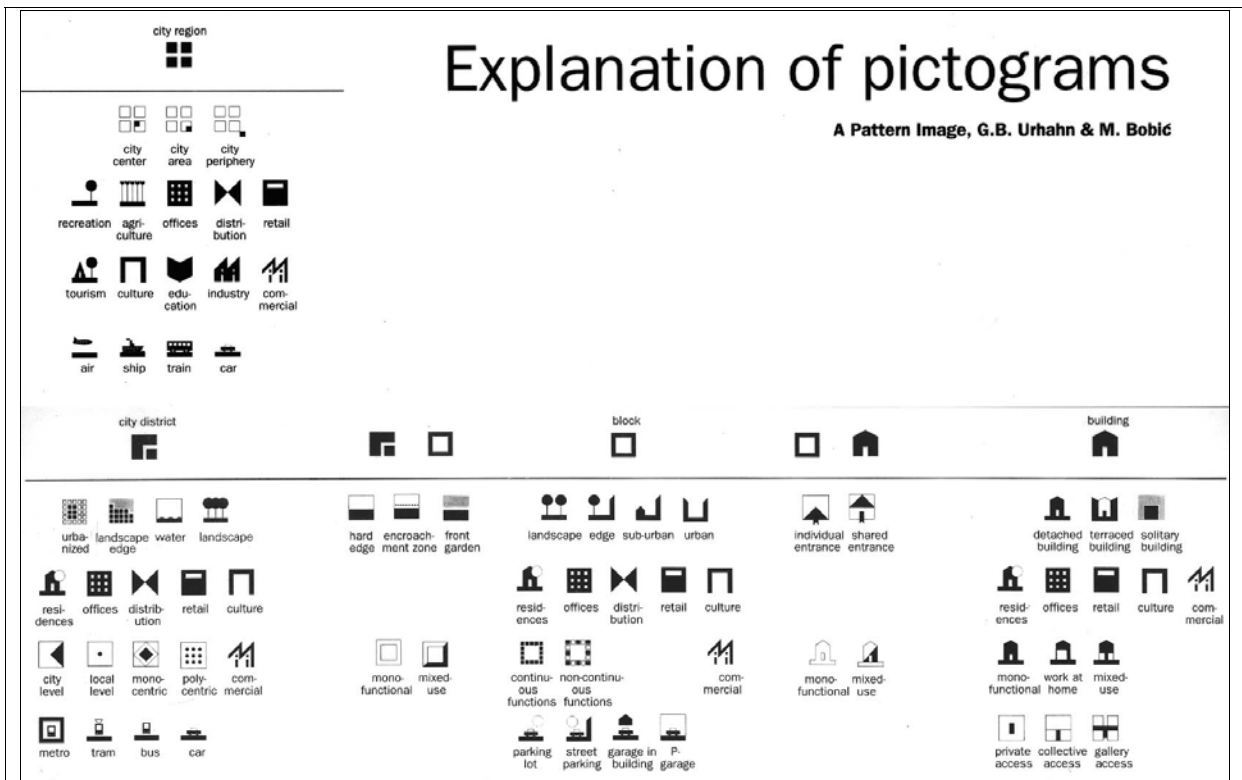 city region
Explanation of pictograms
A Pattern Image, G.B. Urhahn & M. Bobić
city center
city area
city periphery
recreation
agri-
culture
offices
distri-
bution
retail
tourism
culture
edu-
cation
industry
com-
mercial
air
ship
train
car
city district
block
building
urba-
nized
landscape
edge
water
landscape
hard
edge
encroach-
ment zone
front
garden
landscape
edge
sub-urban
urban
individual
entrance
shared
entrance
detached
building
terraced
building
solitary
building
resi-
dences
offices
distrib-
ution
retail
culture
resid-
ences
offices
distri-
bution
retail
culture
resid-
ences
offices
retail
culture
com-
mercial
city
level
local
level
mono-
centric
poly-
centric
com-
mercial
mono-
functional
mixed-
use
continu-
ous
functions
non-continu-
ous
functions
com-
mercial
mono-
functional
mixed-
use
mono-
functional
work at
home
mixed-
use
metro
tram
bus
car
parking
lot
street
parking
garage in
building
P-
garage
private
access
collective
access
gallery
access